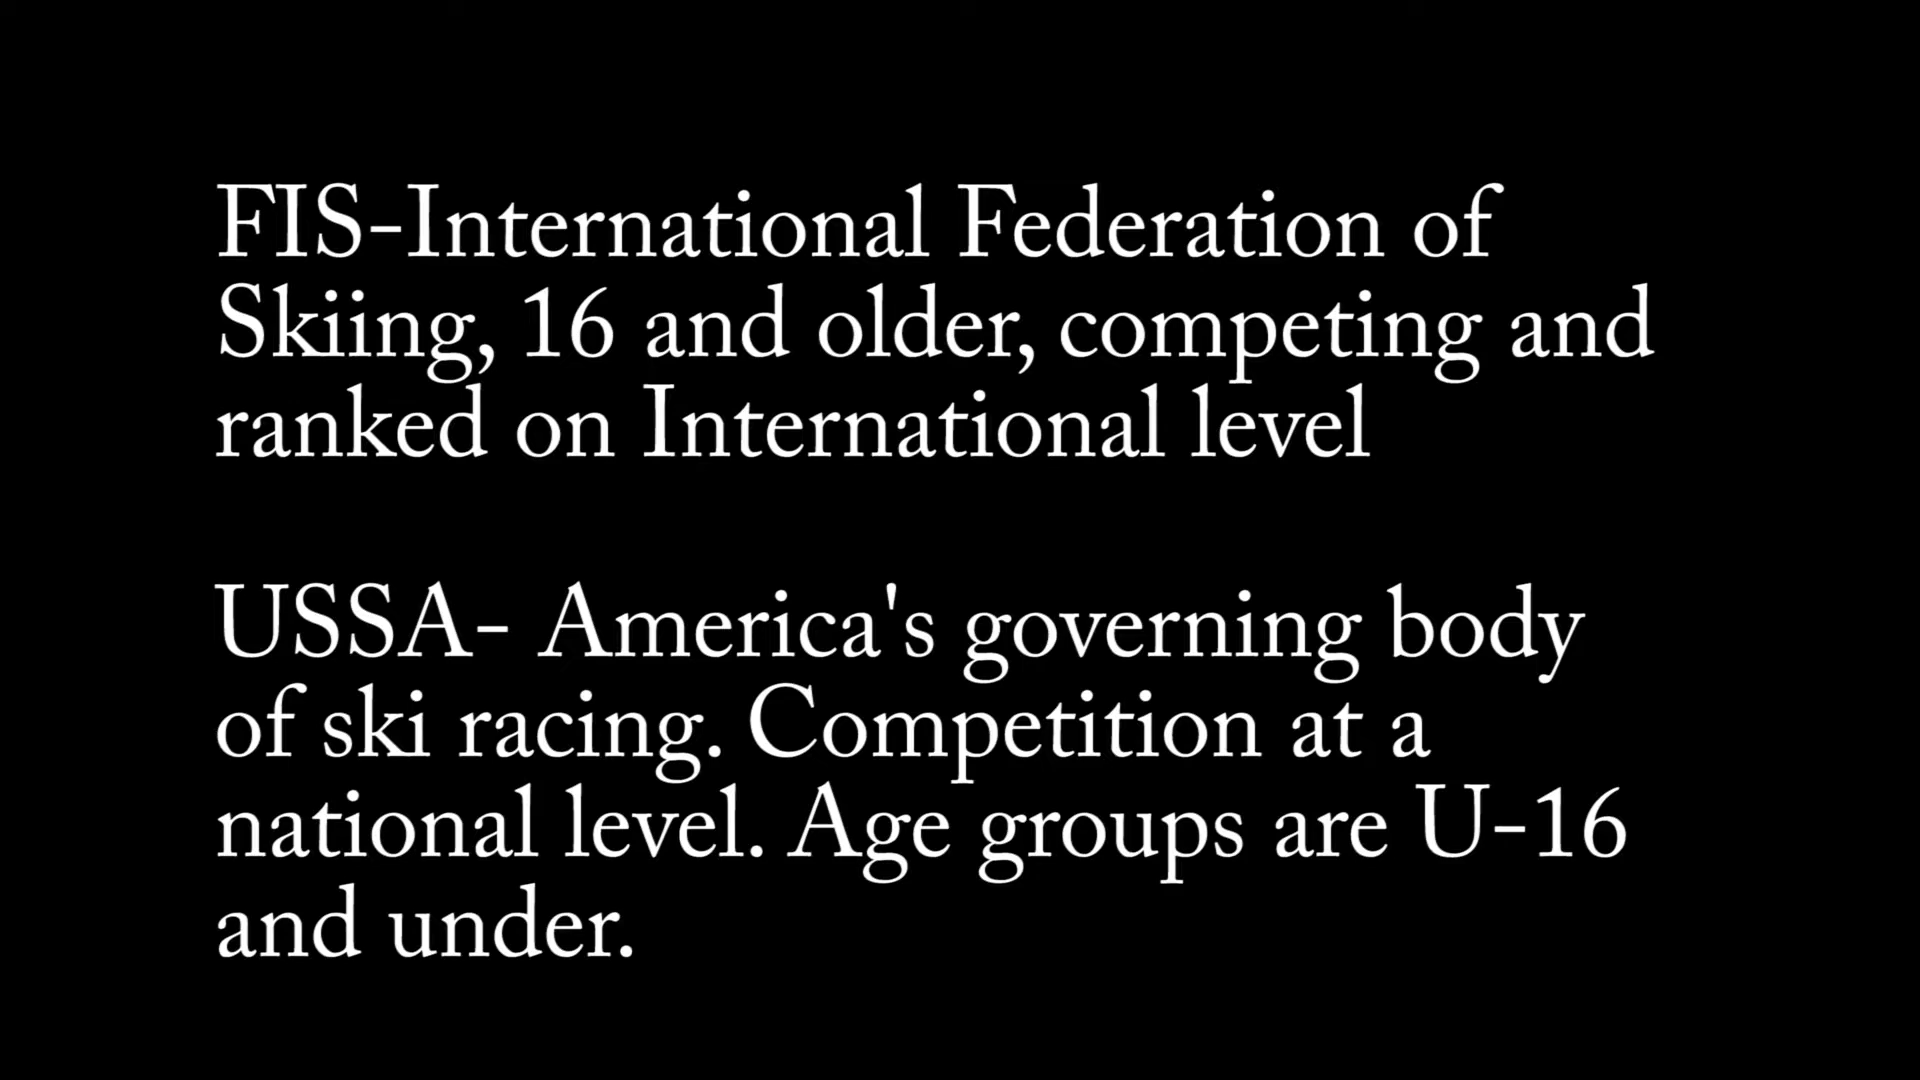 FIS-International Federation of
Skiing, 16 and older, competing and
ranked on International level
USSA- America's governing body
of ski racing. Competition at a
national level. Age groups are U-16
and under.